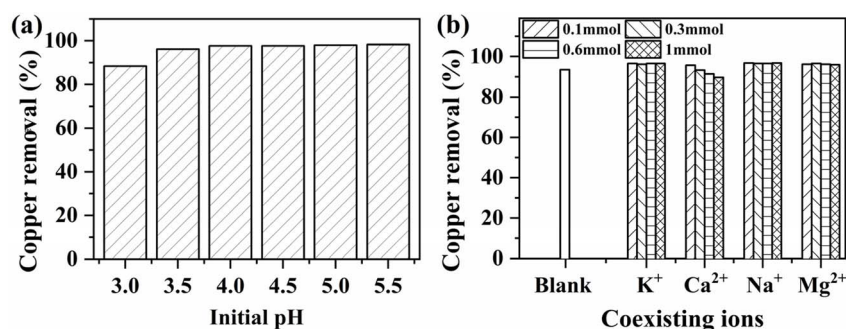 (a)
Copper removal (%)
100
80
60
40
20
0
3.0 3.5 4.0 4.5 5.0 5.5
Initial pH
(b)
0.1mmol 0.3mmol
0.6mmol 1mmol
Copper removal (%)
100
80
60
40
20
0
Blank K⁺ Ca²⁺ Na⁺ Mg²⁺
Coexisting ions